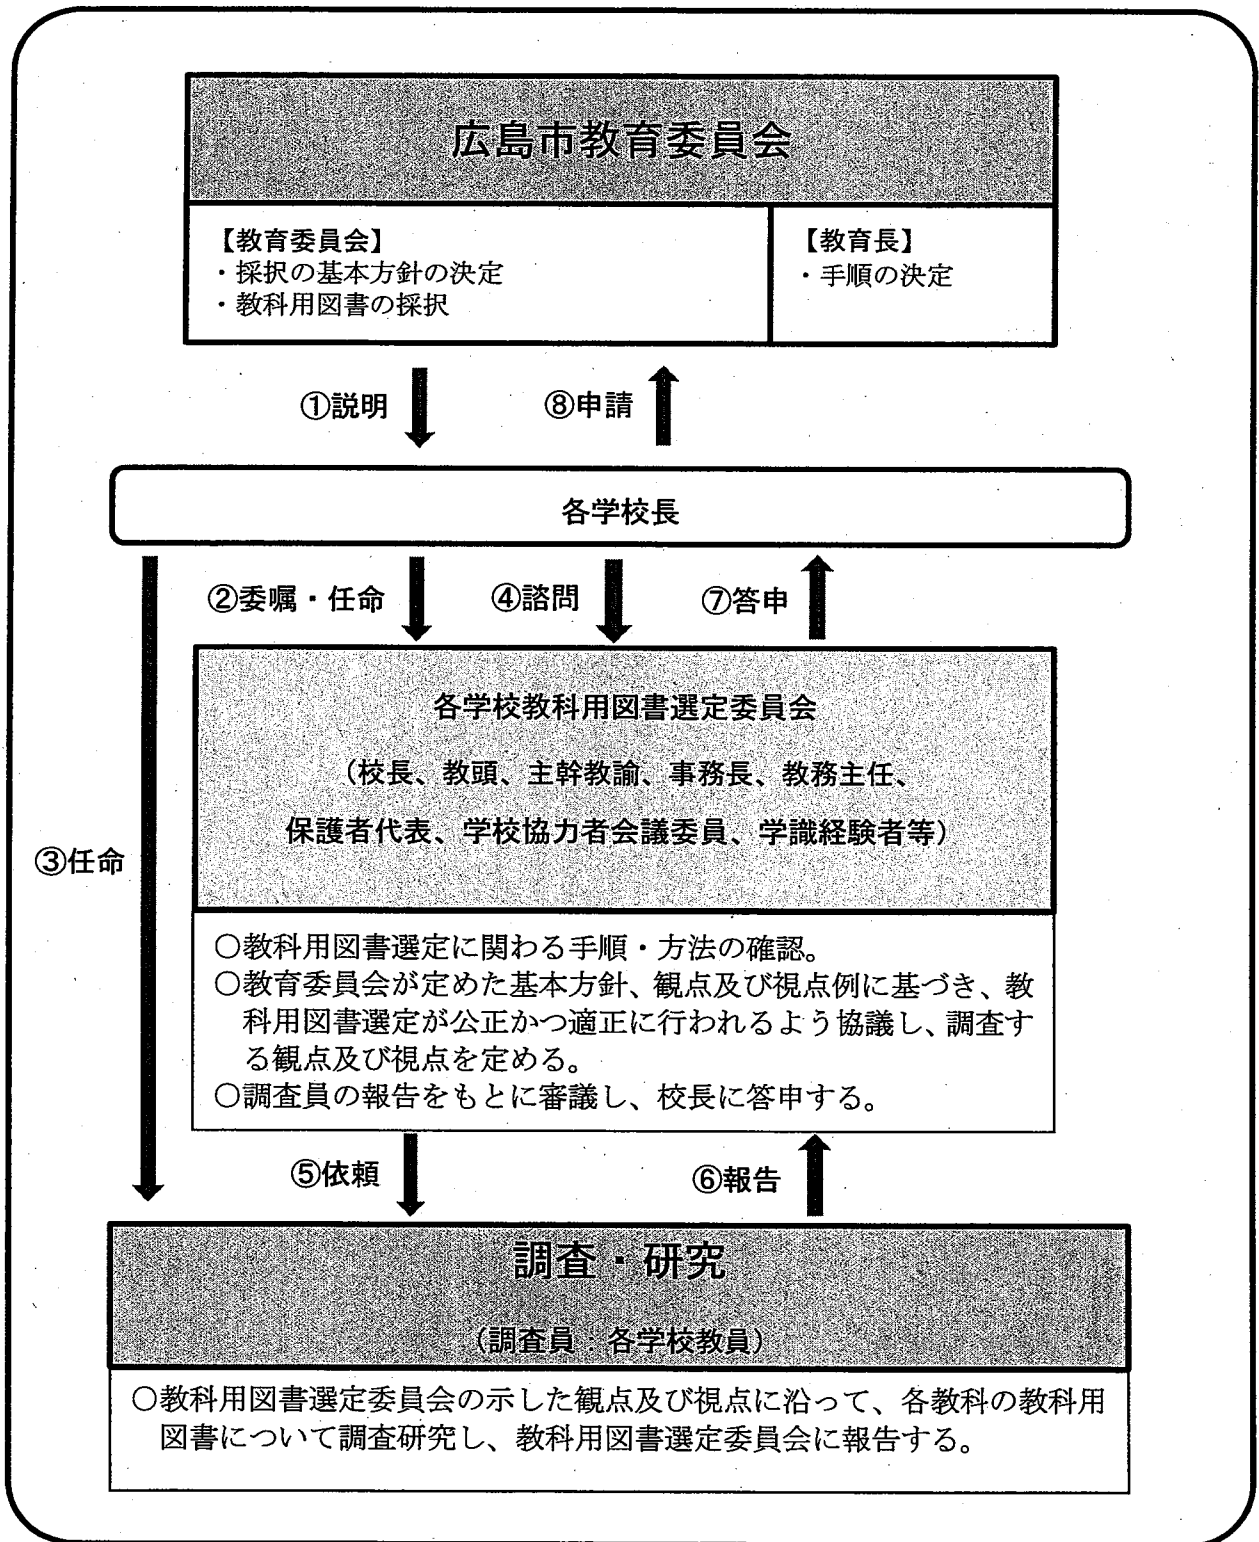 広島市教育委員会
【教育委員会】
・採択の基本方針の決定
・教科用図書の採択
【教育長】
・手順の決定
①説明
⑧申請
各学校長
②委嘱・任命
④諮問
⑦答申
各学校教科用図書選定委員会
(校長、教頭、主幹教諭、事務長、教務主任、
保護者代表、学校協力者会議委員、学識経験者等)
③任命
○教科用図書選定に関わる手順・方法の確認。
○教育委員会が定めた基本方針、観点及び視点例に基づき、教
科用図書選定が公正かつ適正に行われるよう協議し、調査す
る観点及び視点を定める。
○調査員の報告をもとに審議し、校長に答申する。
⑤依頼
⑥報告
調査・研究
(調査員：各学校教員)
○教科用図書選定委員会の示した観点及び視点に沿って、各教科の教科用
図書について調査研究し、教科用図書選定委員会に報告する。